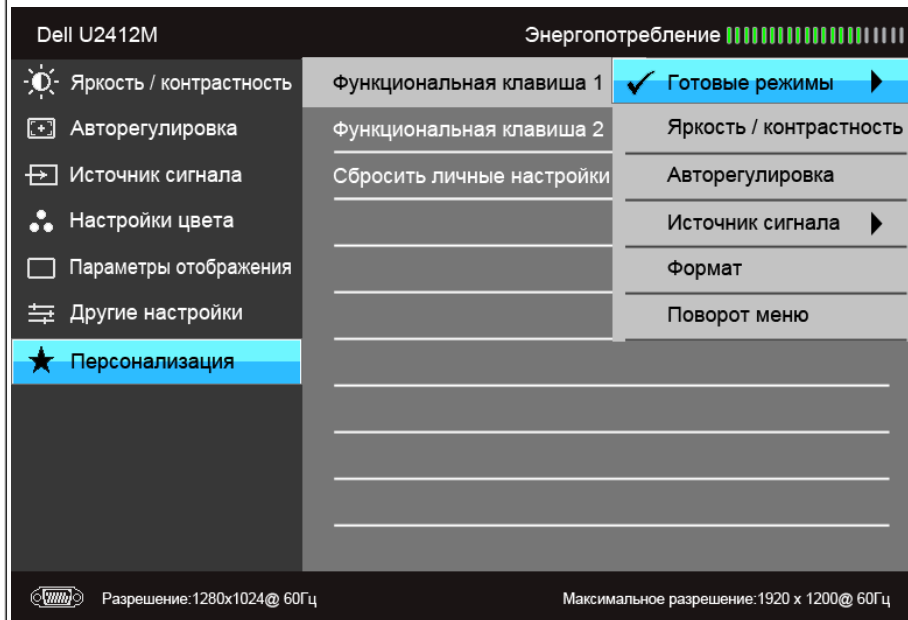 Dell U2412M Энергопотребление
Яркость / контрастность Функциональная клавиша 1 Готовые режимы
Авторегулировка Функциональная клавиша 2 Яркость / контрастность
Источник сигнала Сбросить личные настройки Авторегулировка
Настройки цвета Источник сигнала
Параметры отображения Формат
Другие настройки Поворот меню
Персонализация
Разрешение:1280x1024@ 60Гц Максимальное разрешение:1920 x 1200@ 60Гц